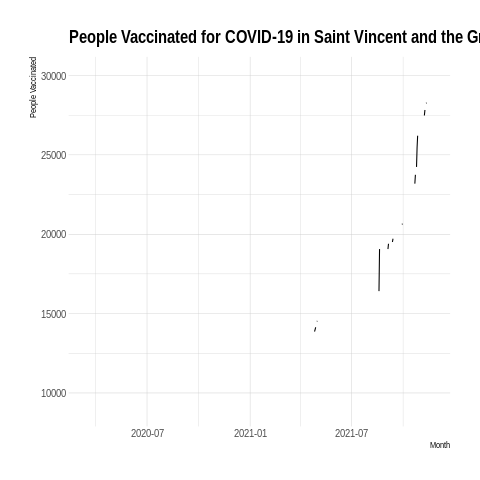 People Vaccinated for COVID-19 in Saint Vincent and the Gr
People Vaccinated
30000
25000
20000
15000
10000
2020-07 2021-01 2021-07
Month